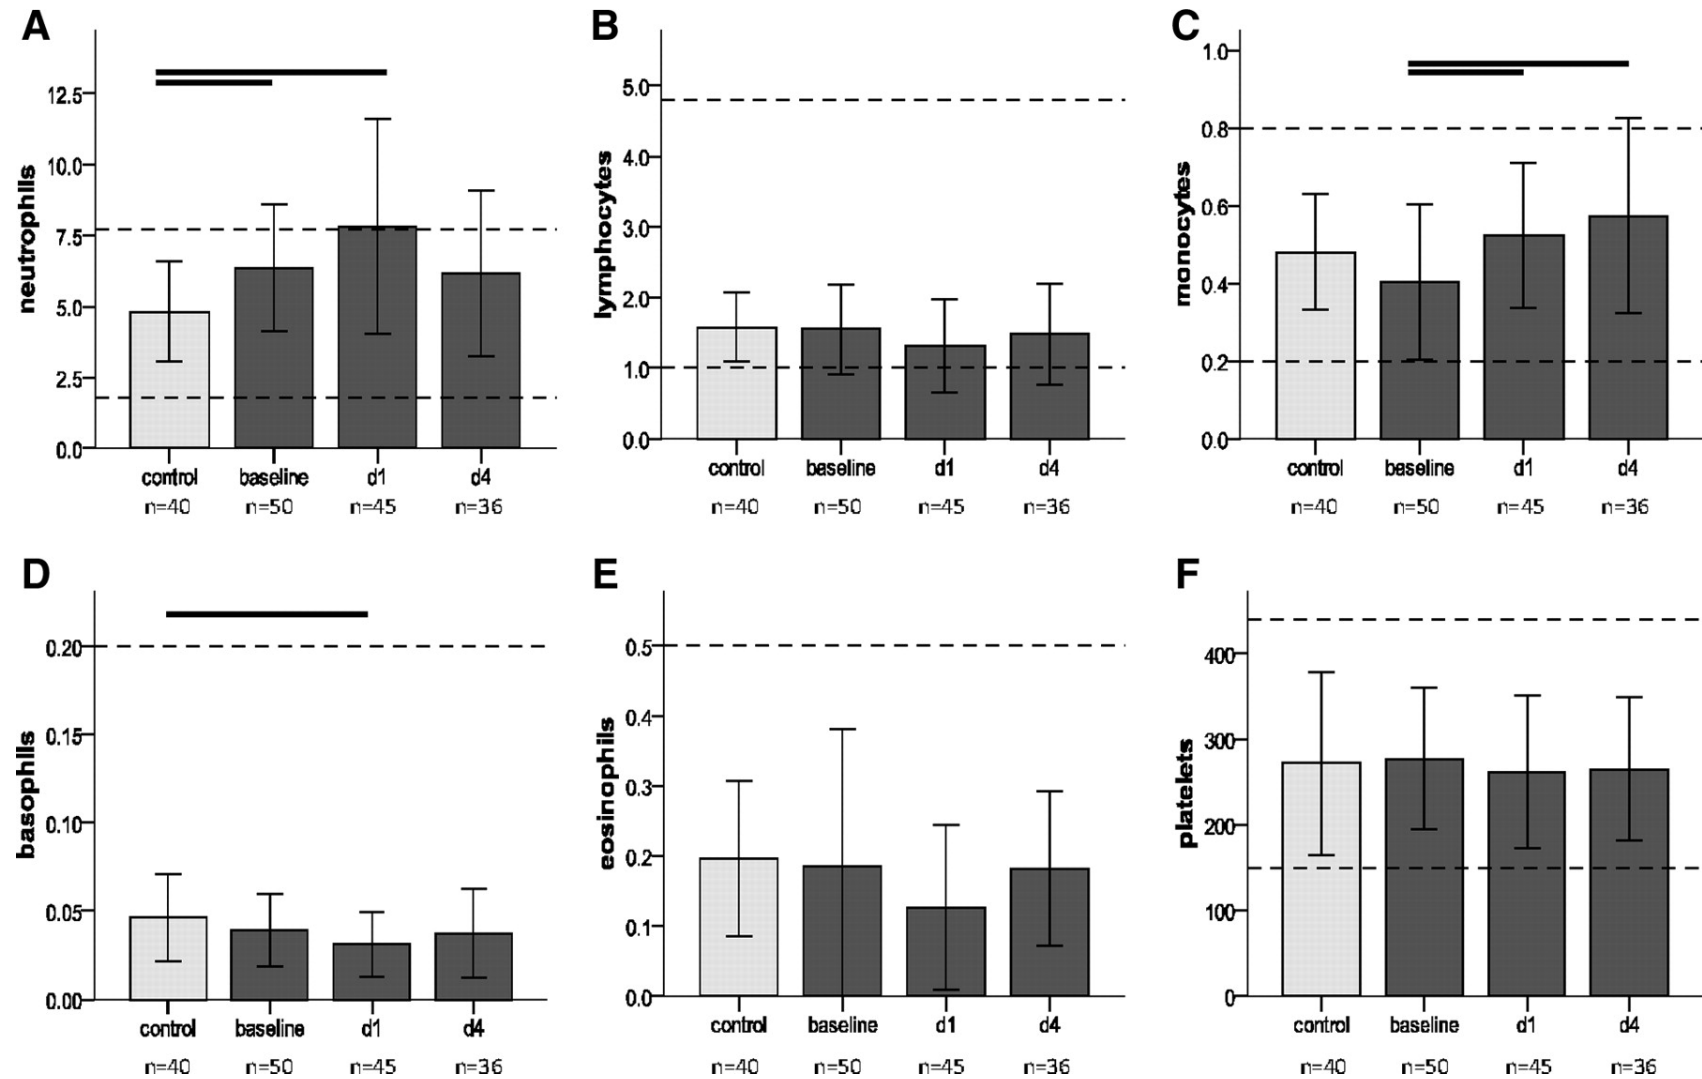 A
neutrophils
12.5
10.0
7.5
5.0
2.5
0.0
control baseline d1 d4
n=40 n=50 n=45 n=36
B
lymphocytes
5.0
4.0
3.0
2.0
1.0
0.0
control baseline d1 d4
n=40 n=50 n=45 n=36
C
monocytes
1.0
0.8
0.6
0.4
0.2
0.0
control baseline d1 d4
n=40 n=50 n=45 n=36
D
basophils
0.20
0.15
0.10
0.05
0.00
control baseline d1 d4
n=40 n=50 n=45 n=36
E
eosinophils
0.5
0.4
0.3
0.2
0.1
0.0
control baseline d1 d4
n=40 n=50 n=45 n=36
F
platelets
400
300
200
100
0
control baseline d1 d4
n=40 n=50 n=45 n=36